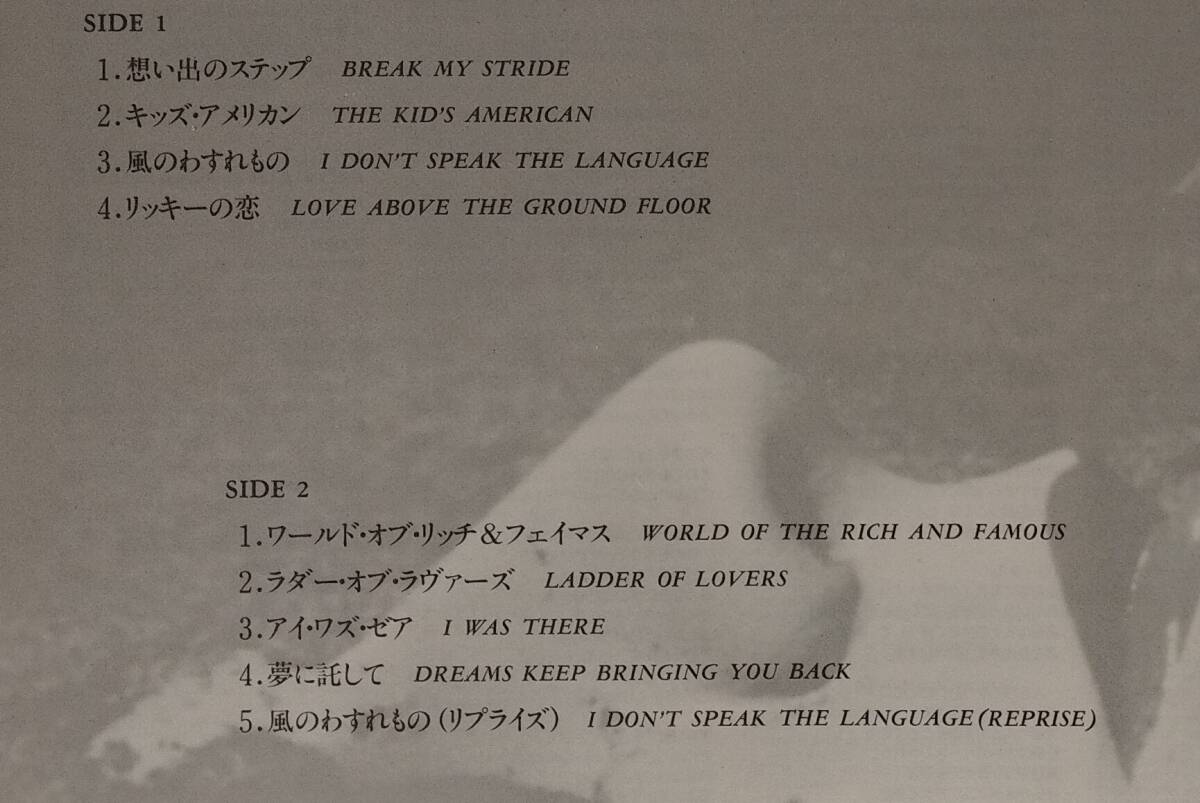 SIDE 1
1.想い出のステップ BREAK MY STRIDE
2.キッズ・アメリカン THE KID'S AMERICAN
3.風のわすれもの I DON'T SPEAK THE LANGUAGE
4.リッキーの恋 LOVE ABOVE THE GROUND FLOOR
SIDE 2
1.ワールド・オブ・リッチ&フェイマス WORLD OF THE RICH AND FAMOUS
2.ラダー・オブ・ラヴァーズ LADDER OF LOVERS
3.アイ・ワズ・ゼア I WAS THERE
4.夢に託して DREAMS KEEP BRINGING YOU BACK
5.風のわすれもの(リプライズ) I DON'T SPEAK THE LANGUAGE(REPRISE)